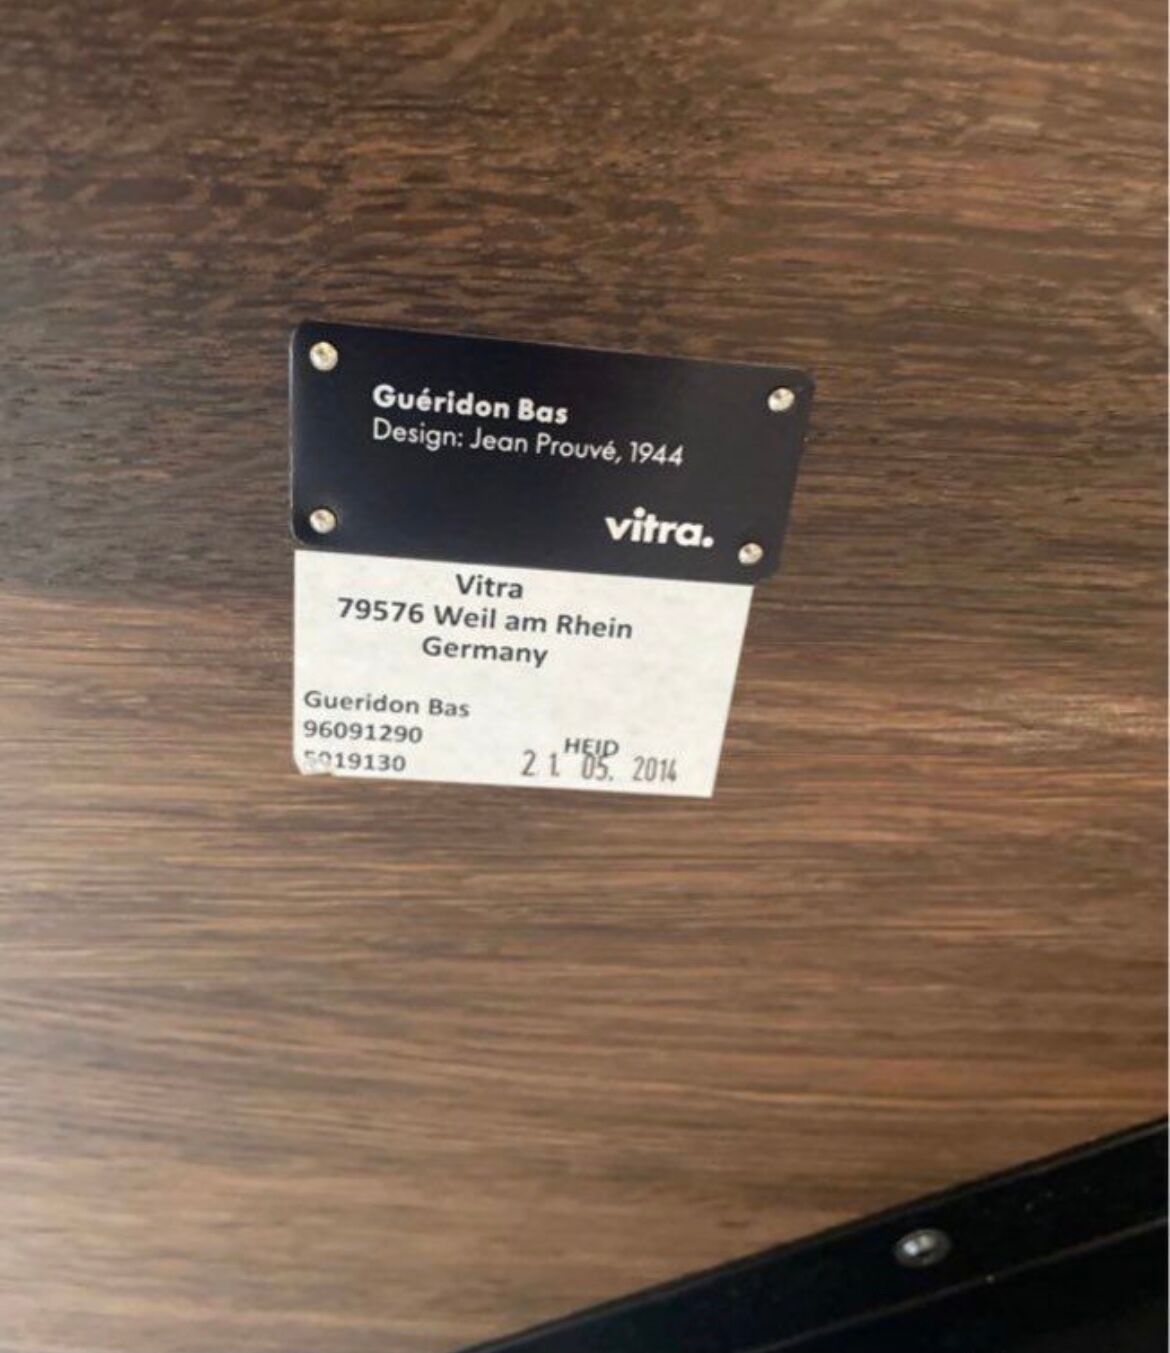 Guéridon Bas
Design: Jean Prouvé, 1944
vitra.
Vitra
79576 Weil am Rhein
Germany
Gueridon Bas
96091290
HEID
5019130 21. 05. 2014